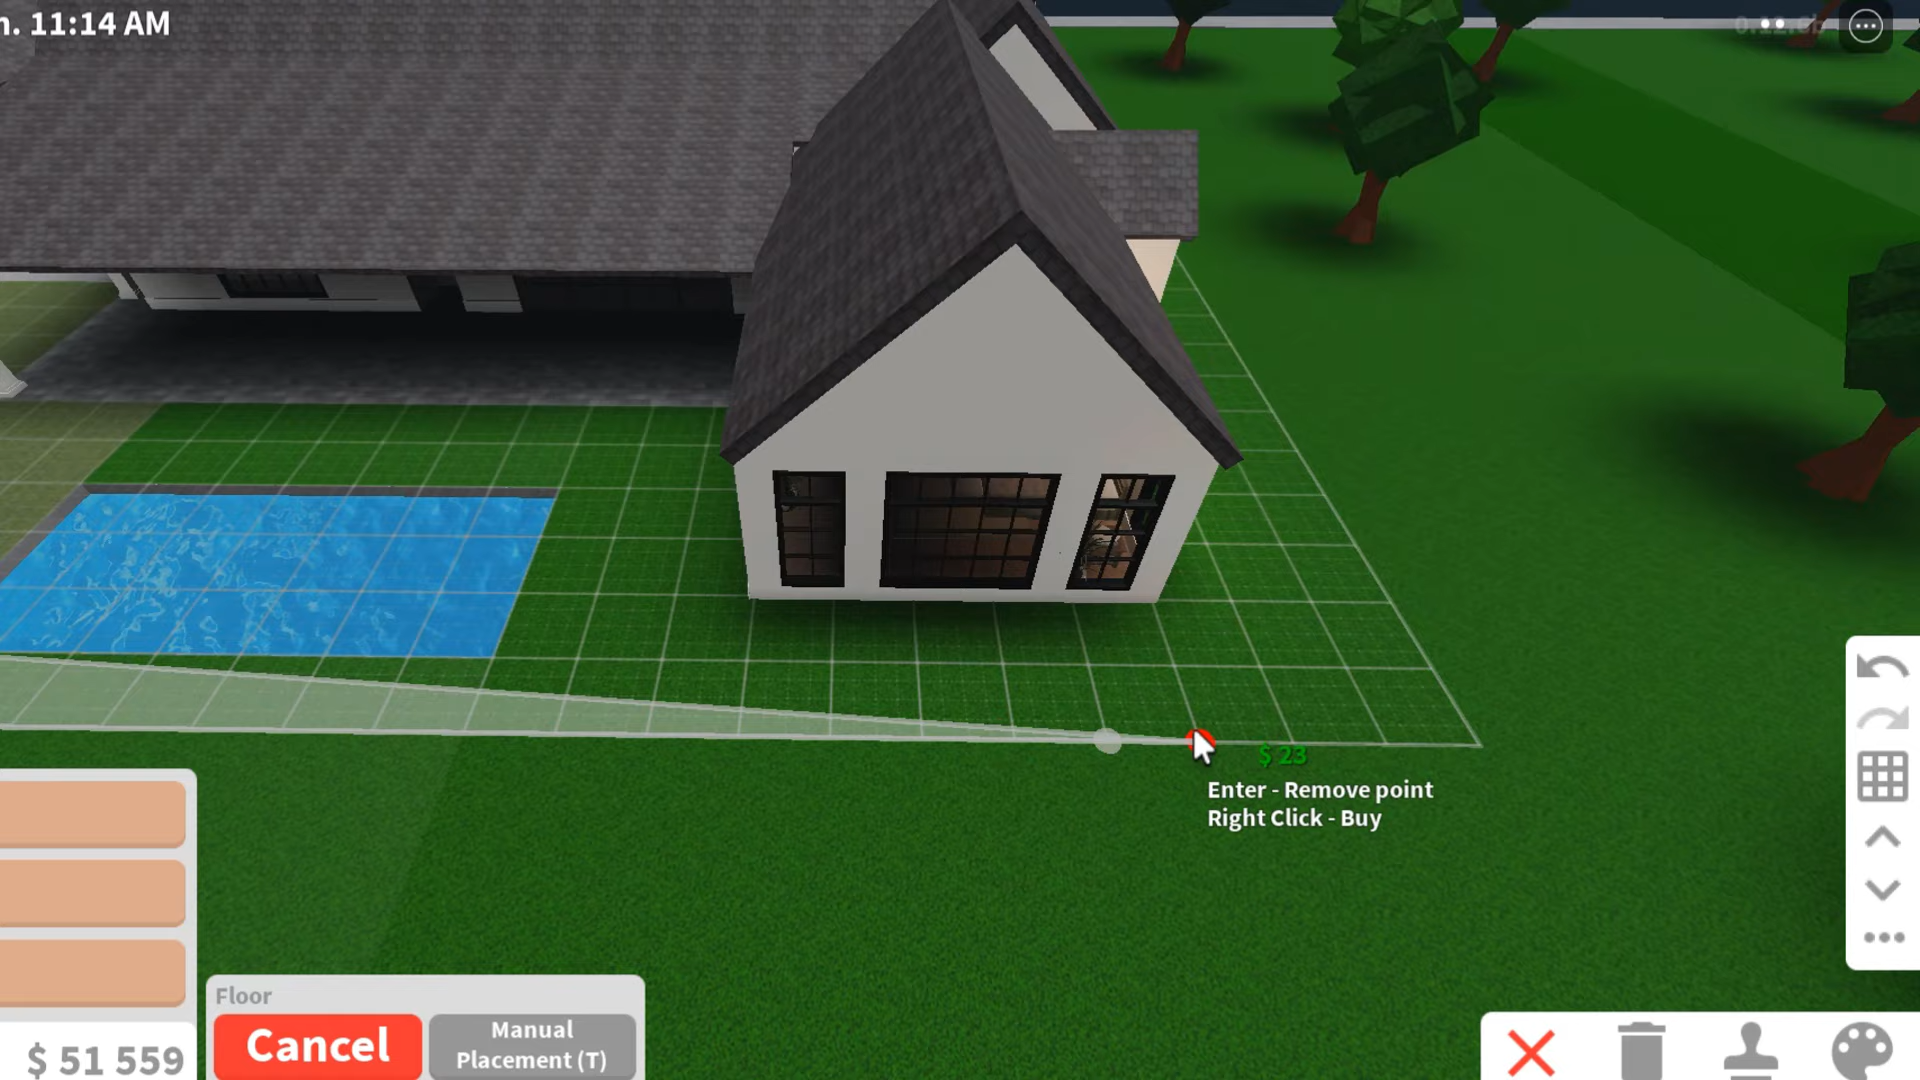 n. 11:14 AM
$ 23
Enter - Remove point
Right Click - Buy
Floor
Cancel
Manual
Placement (T)
$ 51 559